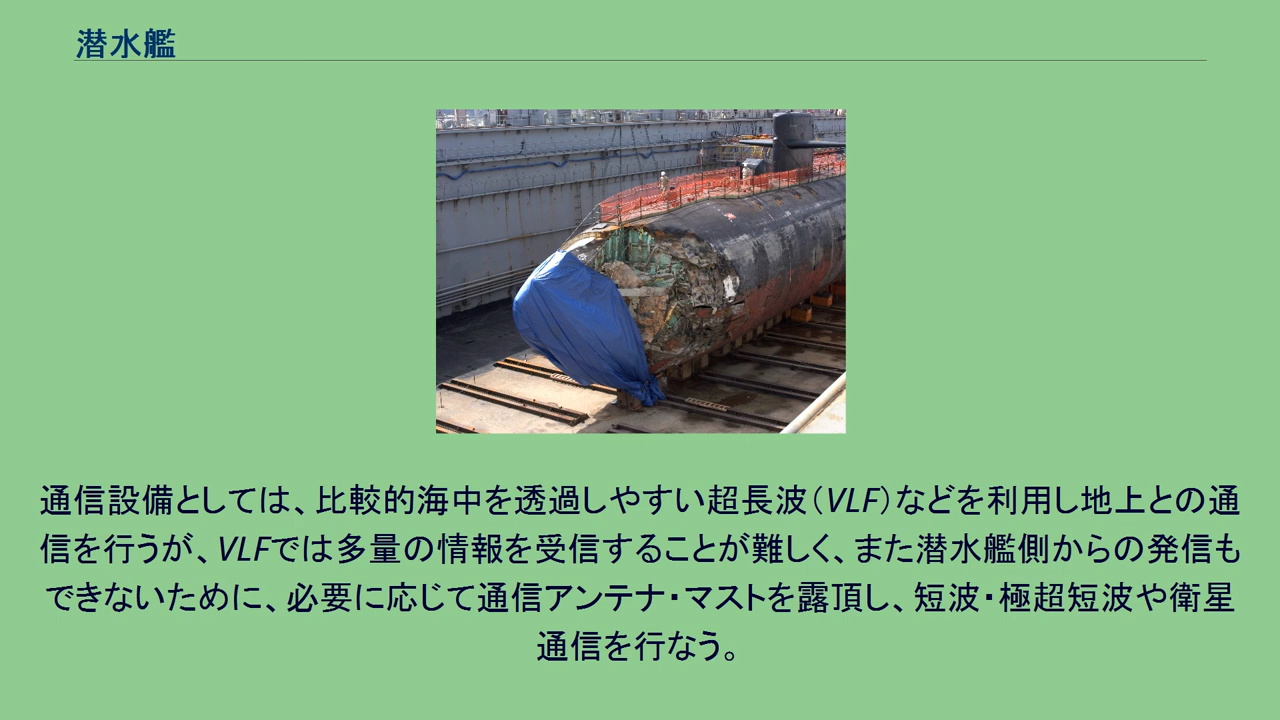 潜水艦
通信設備としては、比較的海中を透過しやすい超長波（VLF）などを利用し地上との通
信を行うが、VLFでは多量の情報を受信することが難しく、また潜水艦側からの発信も
できないために、必要に応じて通信アンテナ・マストを露頂し、短波・極超短波や衛星
通信を行なう。